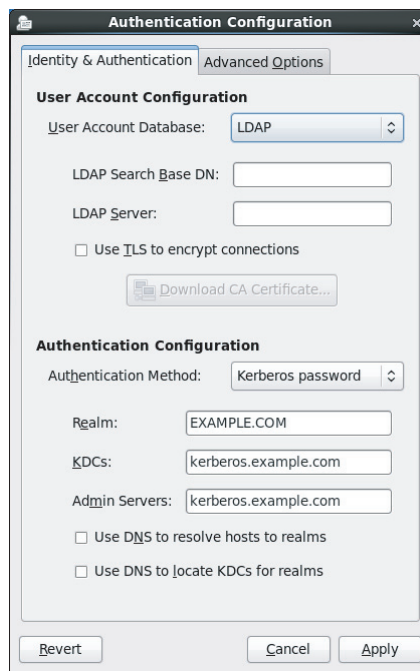 Authentication Configuration
Identity & Authentication
Advanced Options
User Account Configuration
User Account Database: LDAP
LDAP Search Base DN:
LDAP Server:
Use TLS to encrypt connections
Download CA Certificate...
Authentication Configuration
Authentication Method: Kerberos password
Realm: EXAMPLE.COM
KDCs: kerberos.example.com
Admin Servers: kerberos.example.com
Use DNS to resolve hosts to realms
Use DNS to locate KDCs for realms
Revert
Cancel
Apply